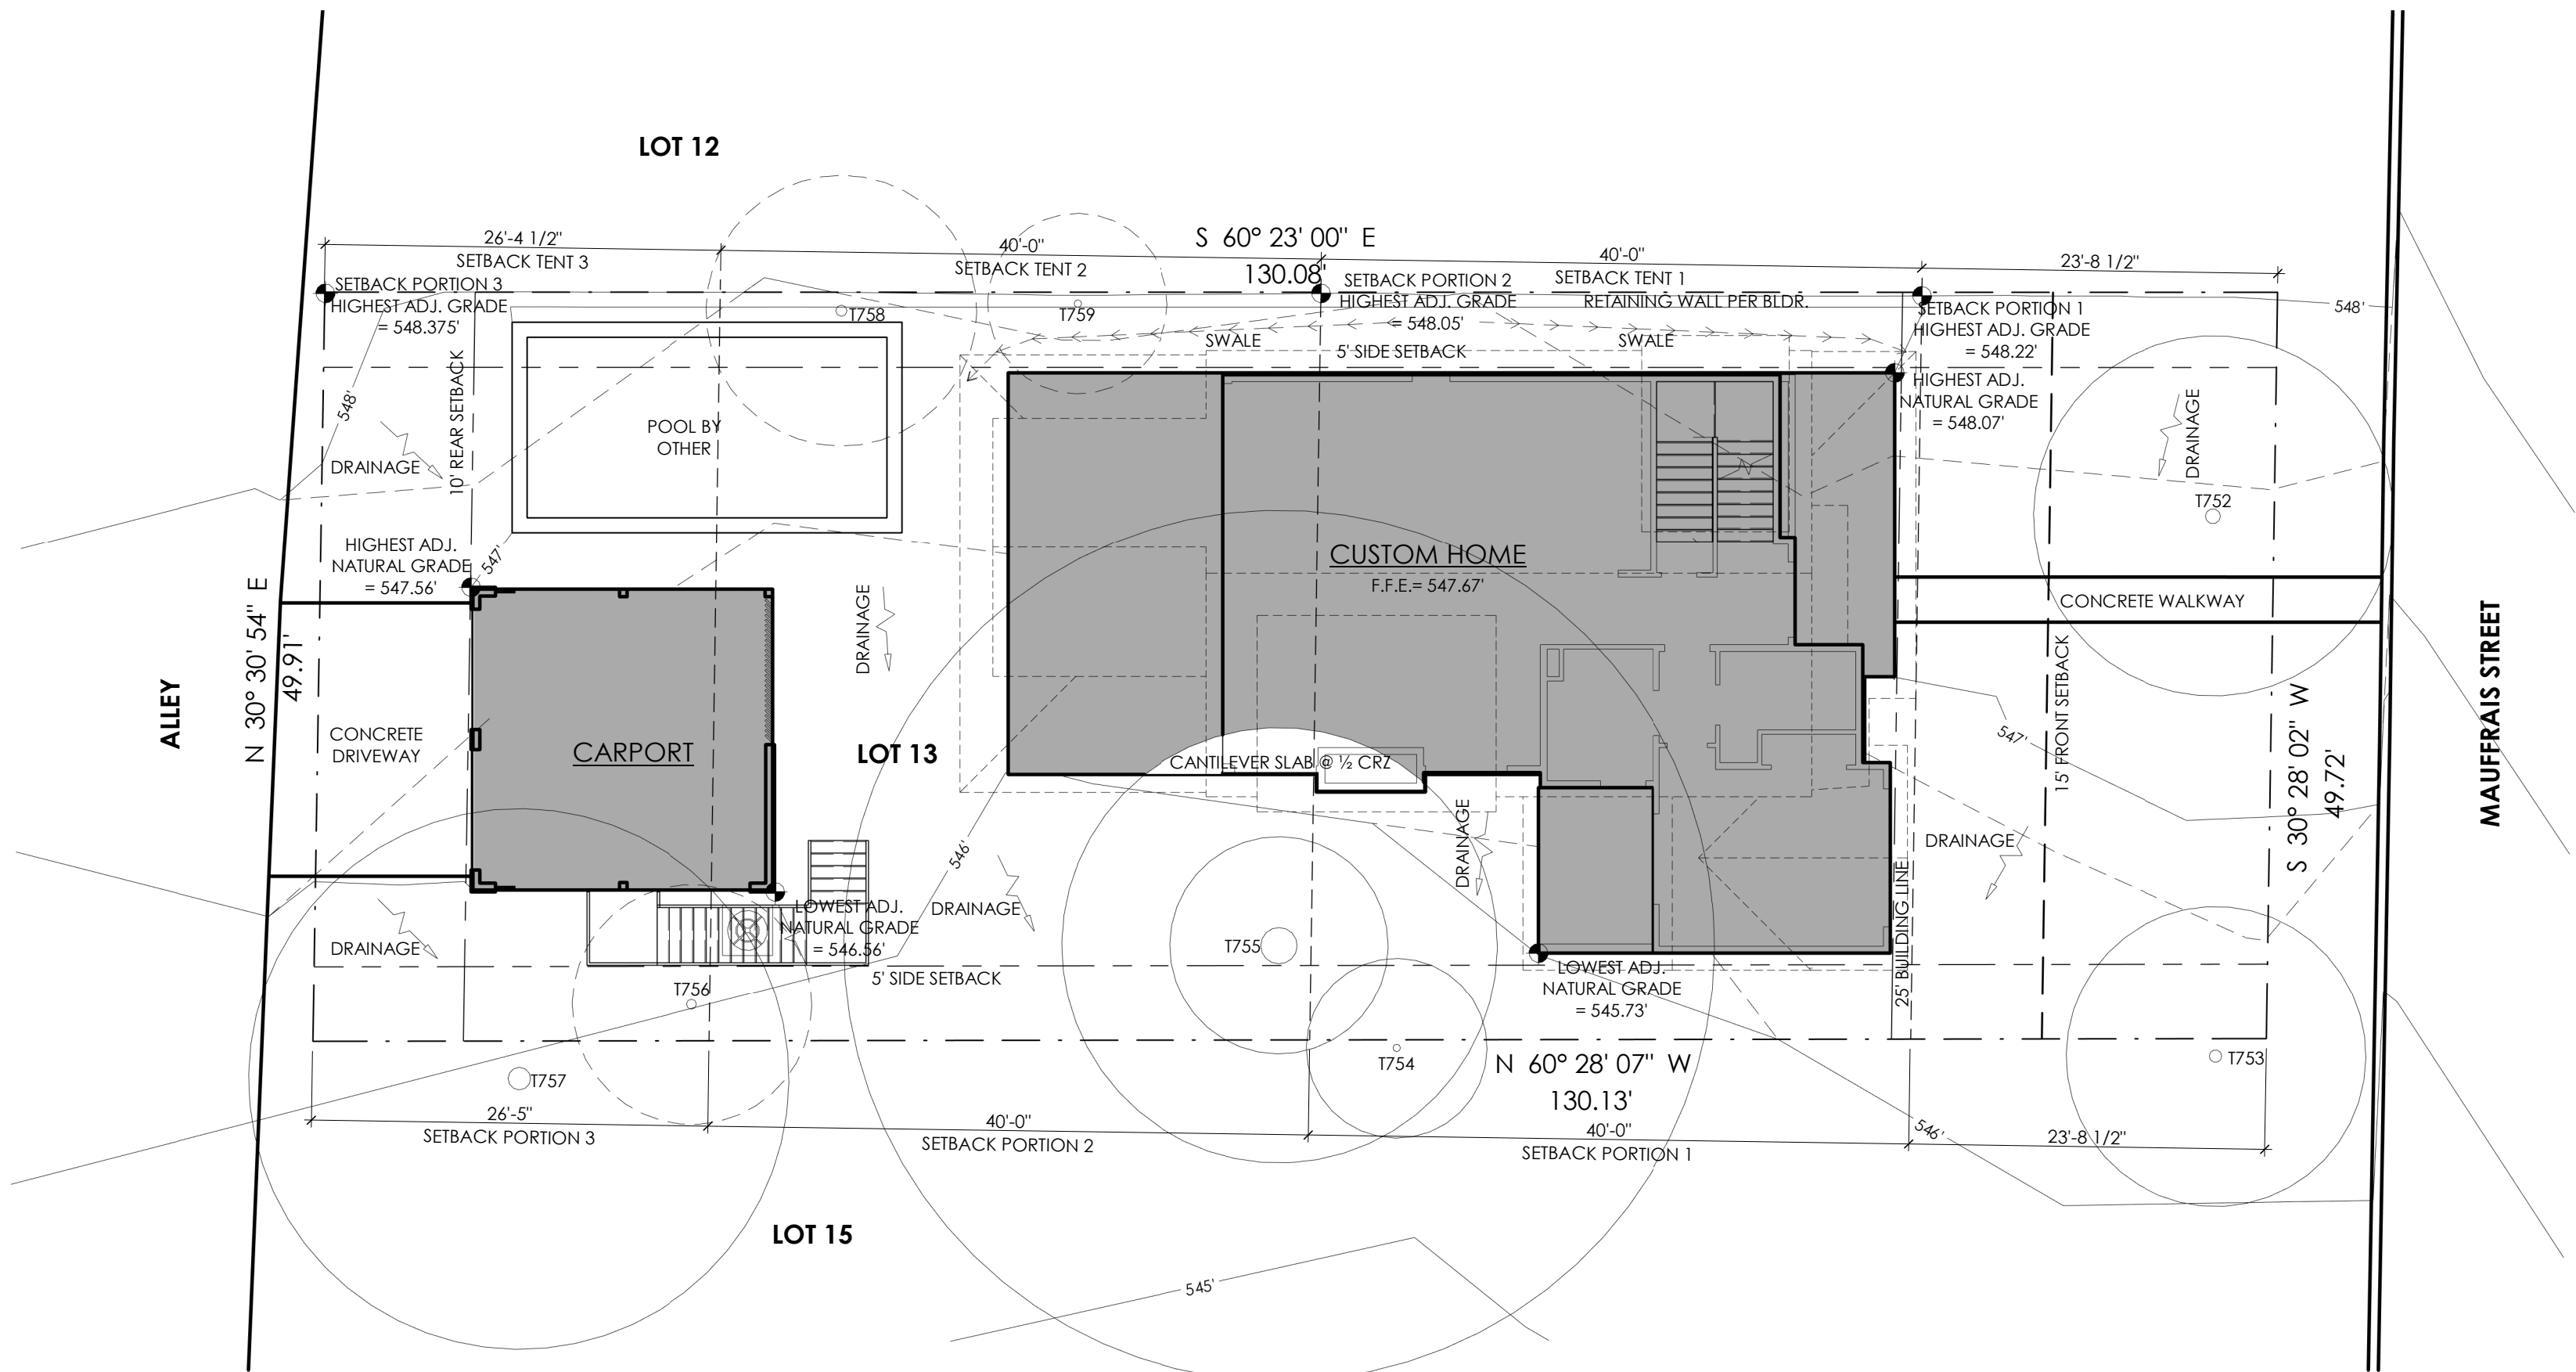 LOT 12
S 60° 23' 00" E
130.08'
26'-4 1/2"
SETBACK TENT 3
40'-0"
SETBACK TENT 2
40'-0"
SETBACK TENT 1
23'-8 1/2"
SETBACK PORTION 3
HIGHEST ADJ. GRADE
= 548.375'
SETBACK PORTION 2
HIGHEST ADJ. GRADE
= 548.05'
RETAINING WALL PER BLDR.
SETBACK PORTION 1
HIGHEST ADJ. GRADE
= 548.22'
548'
T758
T759
SWALE
5' SIDE SETBACK
SWALE
HIGHEST ADJ.
NATURAL GRADE
= 548.07'
548'
10' REAR SETBACK
DRAINAGE
POOL BY
OTHER
DRAINAGE
T752
HIGHEST ADJ.
NATURAL GRADE
= 547.56'
547'
CUSTOM HOME
F.F.E.= 547.67'
CONCRETE WALKWAY
DRAINAGE
ALLEY
N 30° 30' 54" E
49.91'
CONCRETE
DRIVEWAY
CARPORT
LOT 13
CANTILEVER SLAB @ ½ CRZ
15' FRONT SETBACK
547'
S 30° 28' 02" W
49.72'
MAUFFRAIS STREET
DRAINAGE
DRAINAGE
546'
25' BUILDING LINE
LOWEST ADJ.
NATURAL GRADE
= 546.56'
DRAINAGE
DRAINAGE
T755
5' SIDE SETBACK
LOWEST ADJ.
NATURAL GRADE
= 545.73'
T756
T757
T754
T753
N 60° 28' 07" W
130.13'
26'-5"
SETBACK PORTION 3
40'-0"
SETBACK PORTION 2
40'-0"
SETBACK PORTION 1
546'
23'-8 1/2"
LOT 15
545'